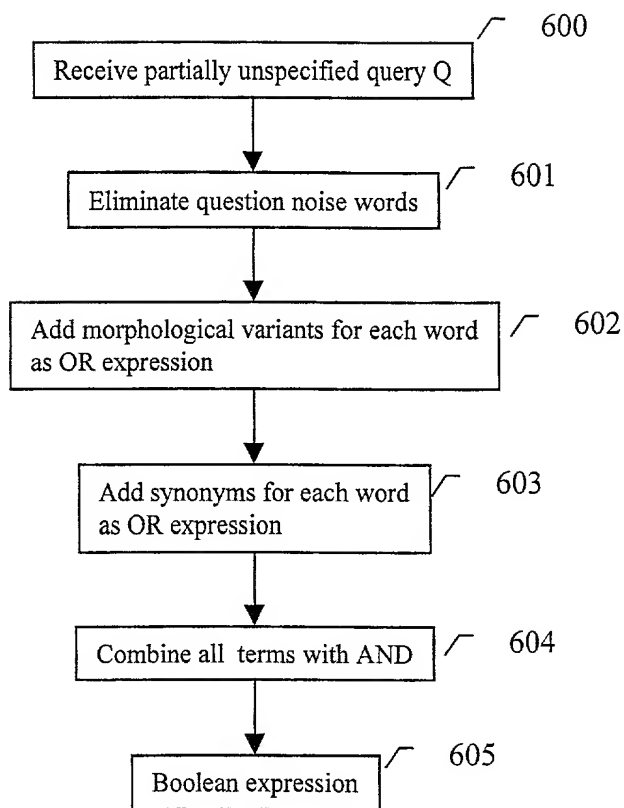 600
Receive partially unspecified query Q
601
Eliminate question noise words
602
Add morphological variants for each word
as OR expression
603
Add synonyms for each word
as OR expression
604
Combine all terms with AND
605
Boolean expression